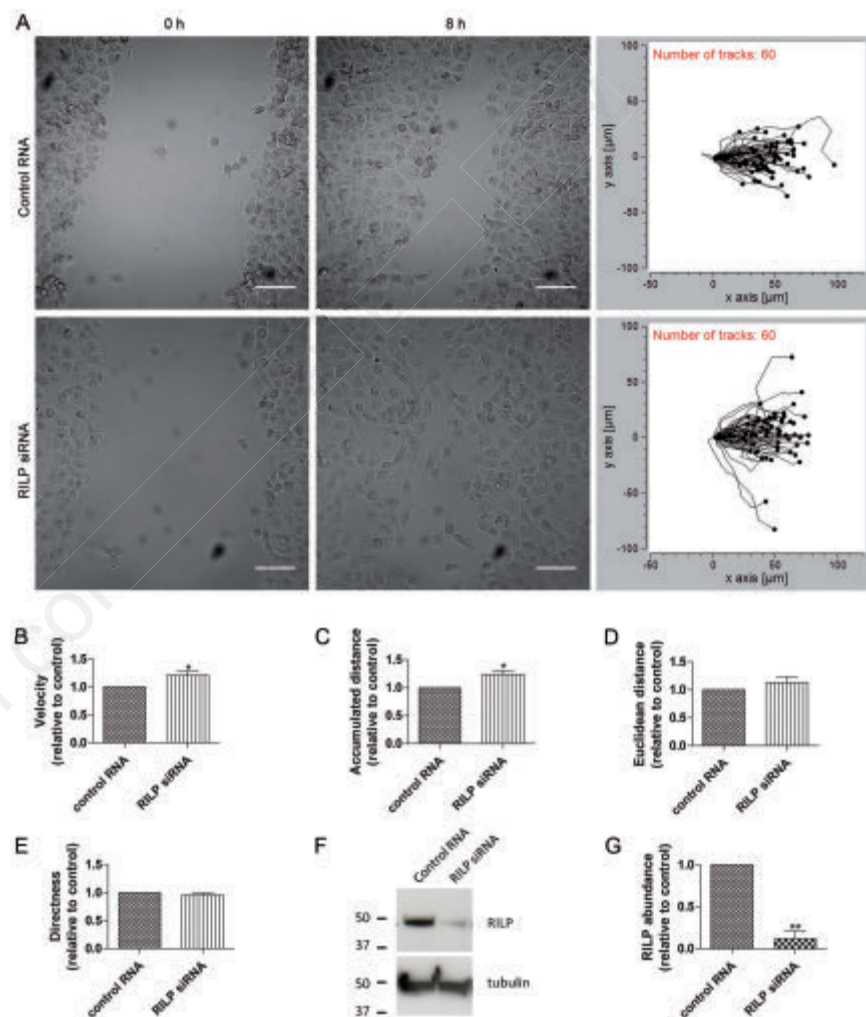 A
0 h
8 h
Control RNA
Number of tracks: 60
y axis [µm]
100
50
0
-50
-100
-50
0
50
100
x axis [µm]
RILP siRNA
Number of tracks: 60
y axis [µm]
100
50
0
-50
-100
-50
0
50
100
x axis [µm]
B
Velocity
(relative to control)
1.5
1.0
0.5
0.0
*
control RNA
RILP siRNA
C
Accumulated distance
(relative to control)
1.5
1.0
0.5
0.0
*
control RNA
RILP siRNA
D
Euclidean distance
(relative to control)
1.5
1.0
0.5
0.0
control RNA
RILP siRNA
E
Directness
(relative to control)
1.5
1.0
0.5
0.0
control RNA
RILP siRNA
F
Control RNA
RILP siRNA
50
37
RILP
50
37
tubulin
G
RILP abundance
(relative to control)
1.0
0.5
0.0
**
control RNA
RILP siRNA